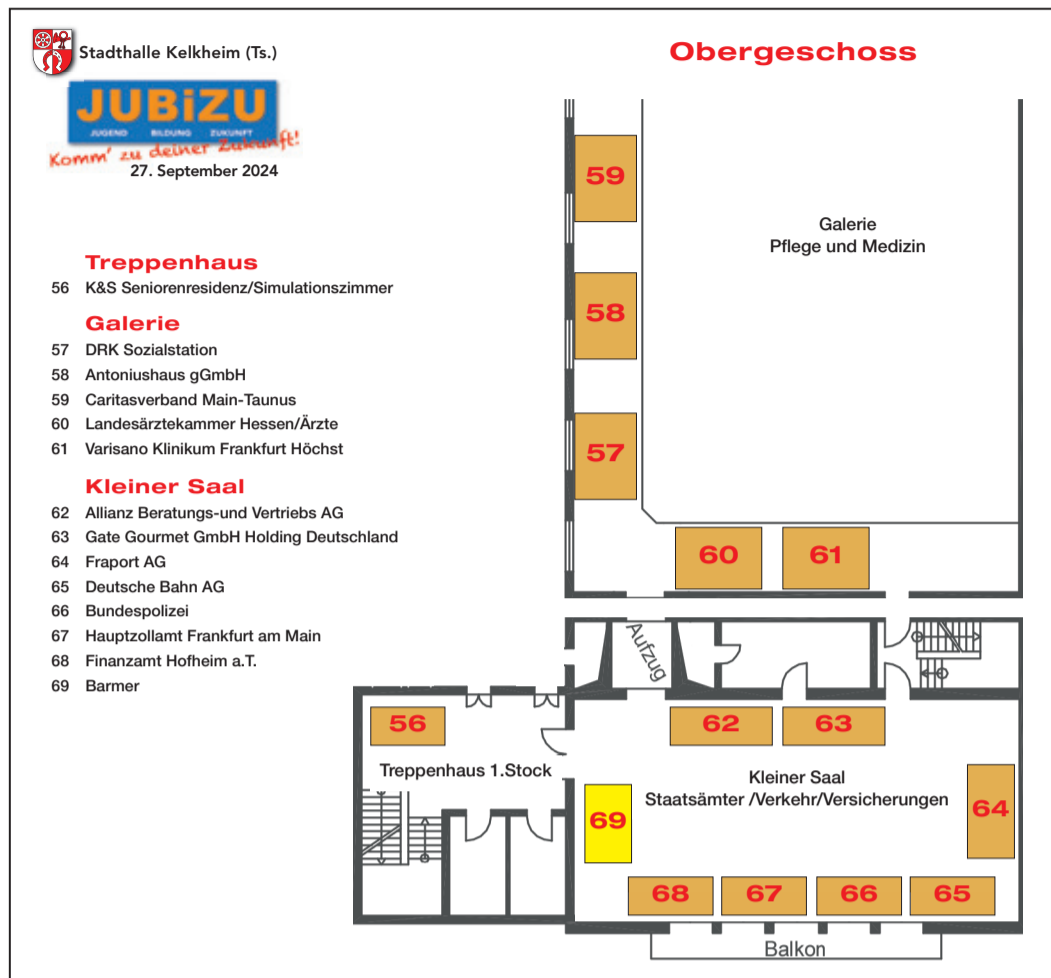 Stadthalle Kelkheim (Ts.)
JUBiZU
JUGEND BILDUNG ZUKUNFT
Komm' zu deiner Zukunft!
27. September 2024
Obergeschoss
Treppenhaus
56 K&S Seniorenresidenz/Simulationszimmer
Galerie
57 DRK Sozialstation
58 Antoniushaus gGmbH
59 Caritasverband Main-Taunus
60 Landesärztekammer Hessen/Ärzte
61 Varisano Klinikum Frankfurt Höchst
Kleiner Saal
62 Allianz Beratungs-und Vertriebs AG
63 Gate Gourmet GmbH Holding Deutschland
64 Fraport AG
65 Deutsche Bahn AG
66 Bundespolizei
67 Hauptzollamt Frankfurt am Main
68 Finanzamt Hofheim a.T.
69 Barmer
59
Galerie
Pflege und Medizin
58
57
60 61
Aufzug
56
62 63
Treppenhaus 1.Stock
Kleiner Saal
Staatsämter /Verkehr/Versicherungen
64
69
68 67 66 65
Balkon